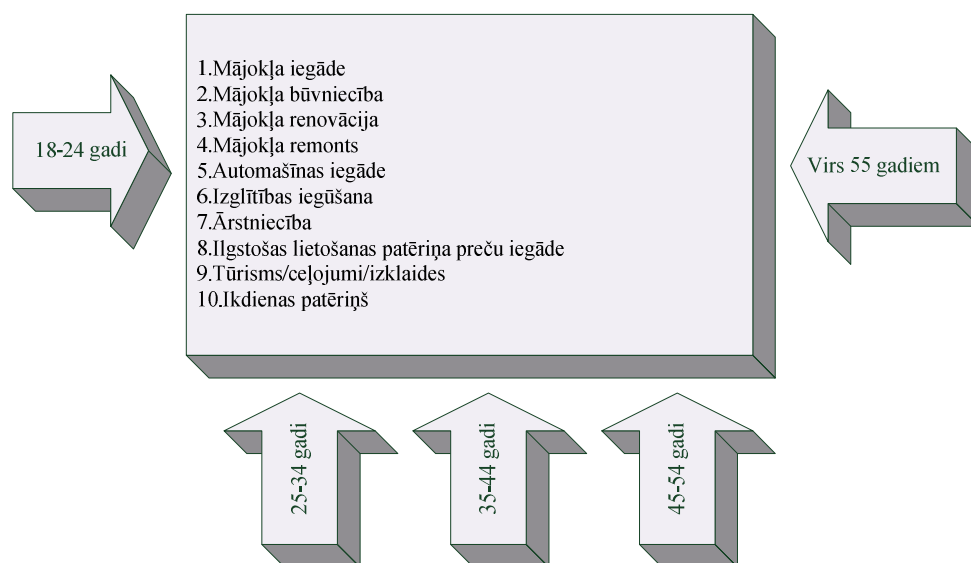 1.Mājokļa iegāde
2.Mājokļa būvniecība
3.Mājokļa renovācija
4.Mājokļa remonts
5.Automašīnas iegāde
6.Izglītības iegūšana
7.Ārstniecība
8.Ilgstošas lietošanas patēriņa preču iegāde
9.Tūrisms/ceļojumi/izklaides
10.Ikdienas patēriņš
18-24 gadi
Virs 55 gadiem
25-34 gadi
35-44 gadi
45-54 gadi